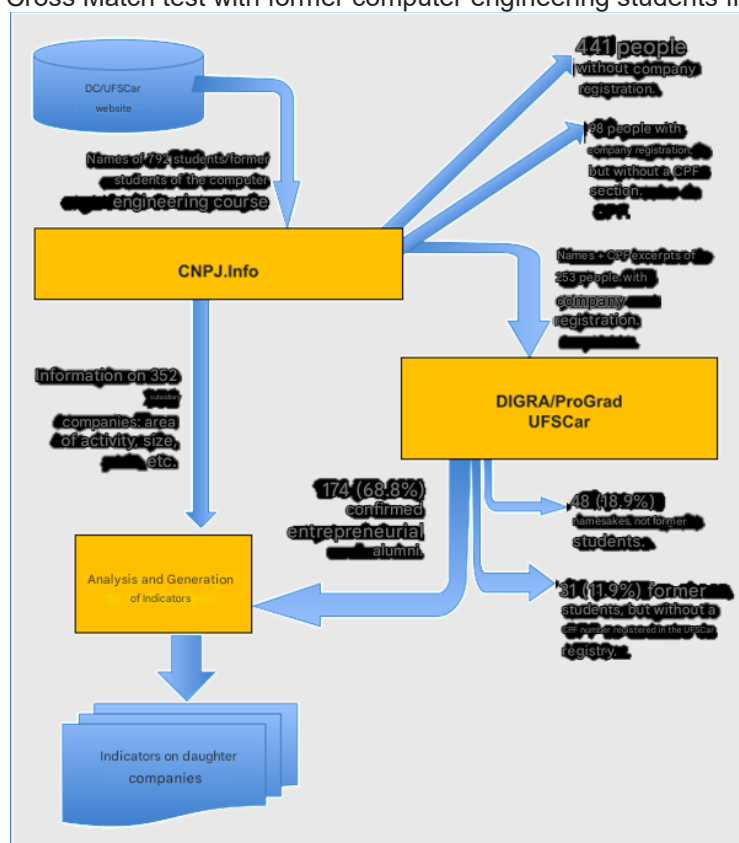 Cross Match test with former computer engineering students
DC/UFSCar
website
441 people
without company
registration.
98 people with
company registration,
but without a CPF
section.
CPF.
Names of 792 students/former
students of the computer
engineering course
CNPJ.Info
Names + CPF excerpts of
253 people with
company
registration.
Information on 352
subsidiary
companies: area
of activity, size,
etc.
DIGRA/ProGrad
UFSCar
174 (68.8%)
confirmed
entrepreneurial
alumni.
48 (18,9%)
namesakes, not former
students.
31 (11.9%) former
students, but without a
CPF number registered in the UFSCar
registry.
Analysis and Generation
of Indicators
Indicators on daughter
companies